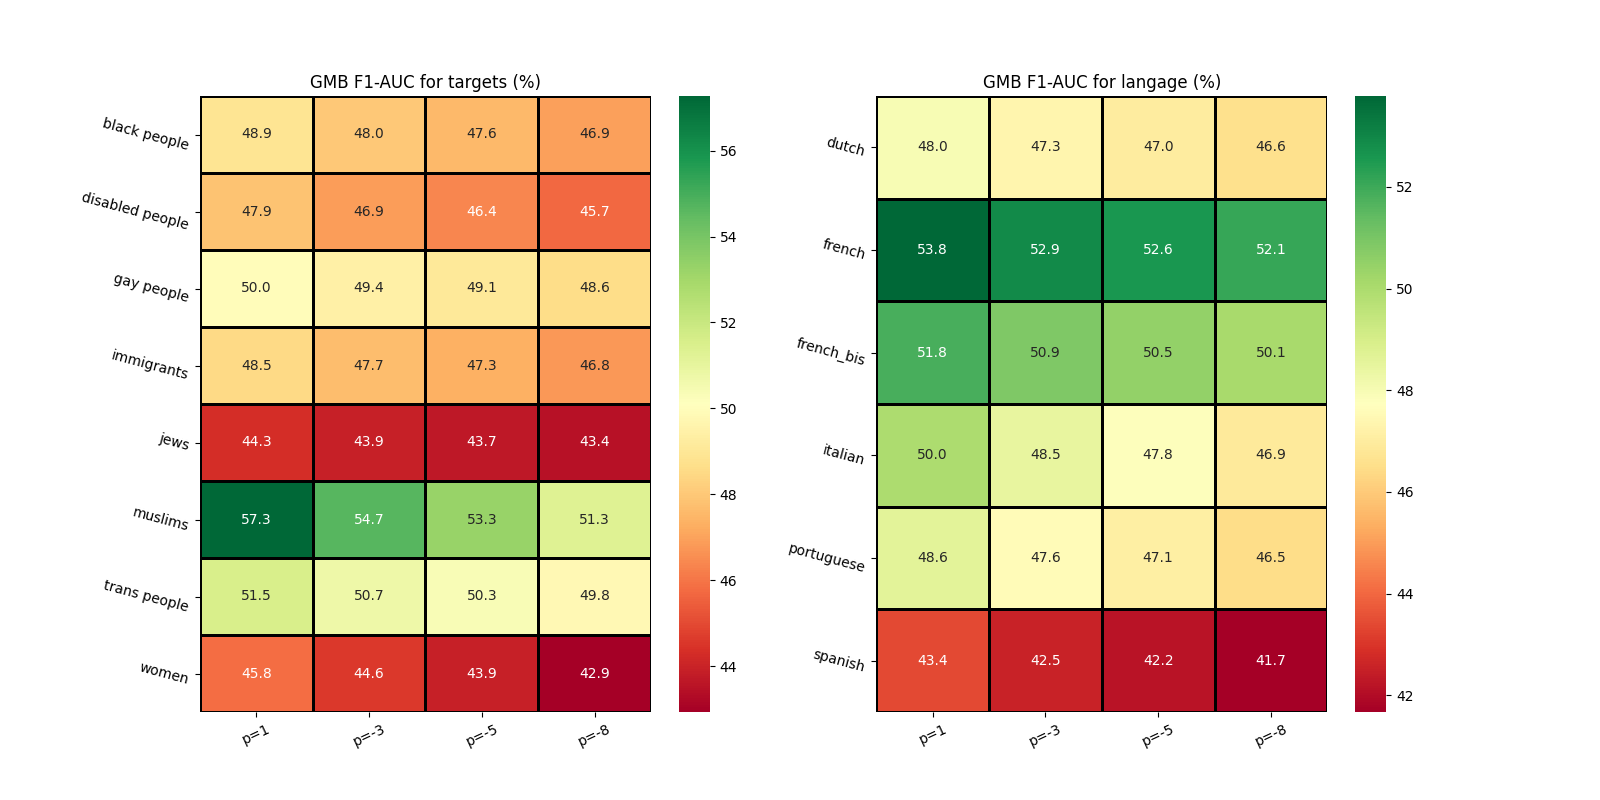 GMB F1-AUC for targets (%)
black people 48.9 48.0 47.6 46.9
disabled people 47.9 46.9 46.4 45.7
gay people 50.0 49.4 49.1 48.6
immigrants 48.5 47.7 47.3 46.8
jews 44.3 43.9 43.7 43.4
muslims 57.3 54.7 53.3 51.3
trans people 51.5 50.7 50.3 49.8
women 45.8 44.6 43.9 42.9
p=1 p=-3 p=-5 p=-8
56
54
52
50
48
46
44
GMB F1-AUC for langage (%)
dutch 48.0 47.3 47.0 46.6
french 53.8 52.9 52.6 52.1
french_bis 51.8 50.9 50.5 50.1
italian 50.0 48.5 47.8 46.9
portuguese 48.6 47.6 47.1 46.5
spanish 43.4 42.5 42.2 41.7
p=1 p=-3 p=-5 p=-8
52
50
48
46
44
42